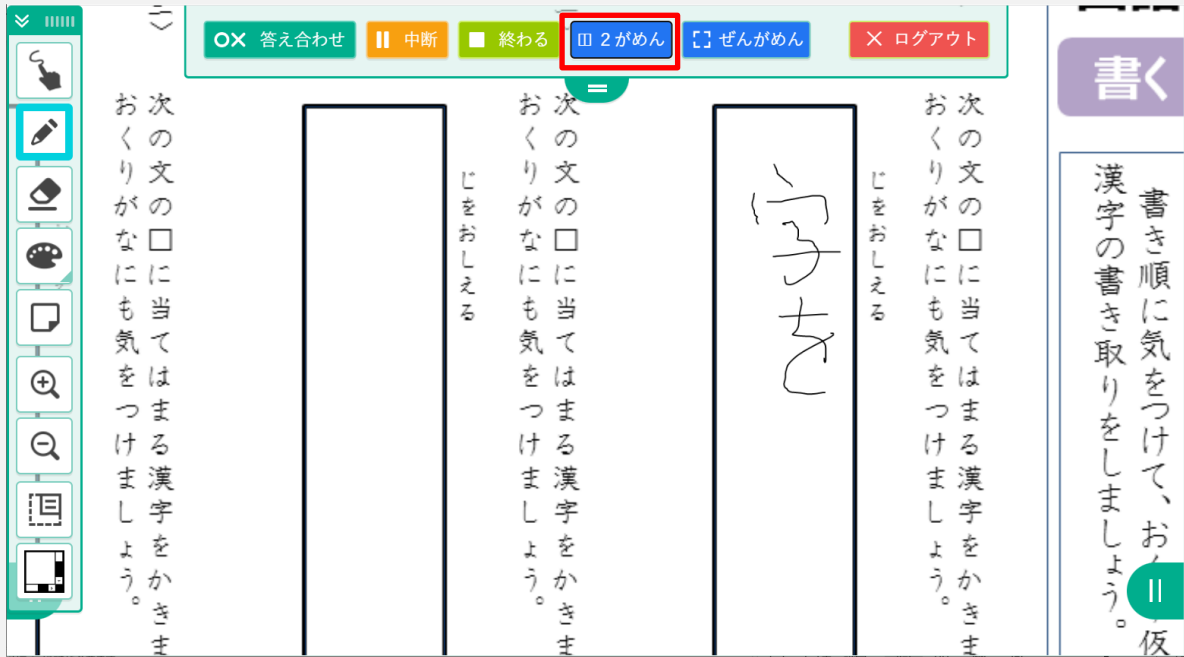 答え合わせ
中断
終わる
2がめん
ぜんがめん
ログアウト
書く
書き順に気をつけて、おく
仮
漢字の書き取りをしましょう。
次の文の□に当てはまる漢字をかきま
おくりがなにも気をつけましょう。
じをおしえる
字を
次の文の□に当てはまる漢字をかきま
おくりがなにも気をつけましょう。
じをおしえる
次の文の□に当てはまる漢字をかきま
おくりがなにも気をつけましょう。